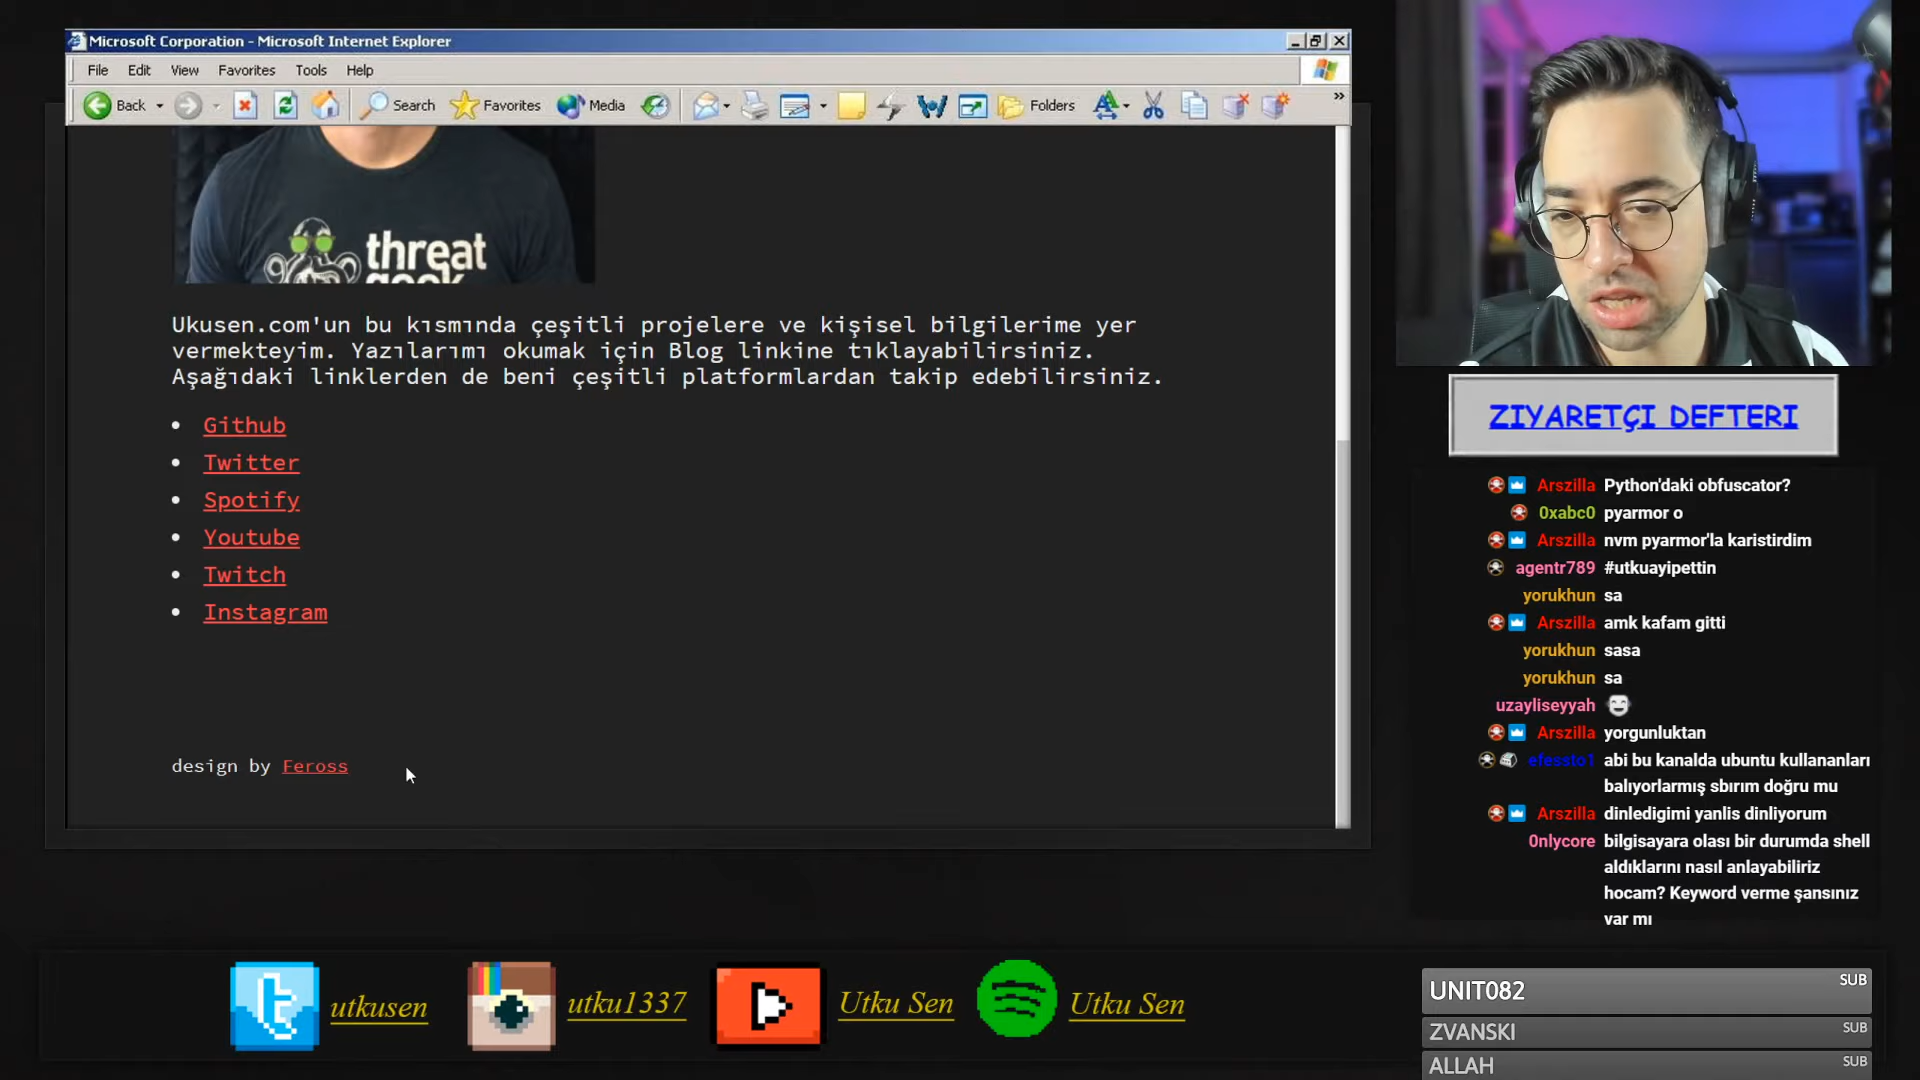 Microsoft Corporation - Microsoft Internet Explorer
File Edit View Favorites Tools Help
Back Search Favorites Media Folders »
threat
geek
Ukusen.com'un bu kısmında çeşitli projelere ve kişisel bilgilerime yer
vermekteyim. Yazılarımı okumak için Blog linkine tıklayabilirsiniz.
Aşağıdaki linklerden de beni çeşitli platformlardan takip edebilirsiniz.
• Github
• Twitter
• Spotify
• Youtube
• Twitch
• Instagram
design by Feross
ZIYARETÇI DEFTERI
Arszilla Python'daki obfuscator?
0xabc0 pyarmor o
Arszilla nvm pyarmor'la karistirdim
agentr789 #utkuayipettin
yorukhun sa
Arszilla amk kafam gitti
yorukhun sasa
yorukhun sa
uzayliseyyah
Arszilla yorgunluktan
efessto1 abi bu kanalda ubuntu kullananları
balıyorlarmış sbırım doğru mu
Arszilla dinledigimi yanlis dinliyorum
0nlycore bilgisayara olası bir durumda shell
aldıklarını nasıl anlayabiliriz
hocam? Keyword verme şansınız
var mı
utkusen utku1337 Utku Sen Utku Sen
UNIT082 SUB
ZVANSKI SUB
ALLAH SUB